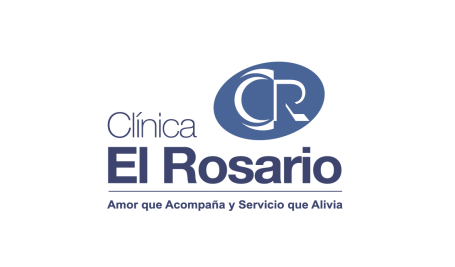 CR
Clínica
El Rosario
Amor que Acompaña y Servicio que Alivia